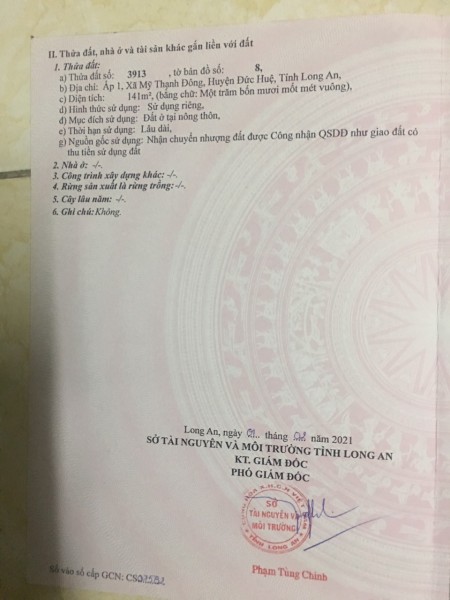 II. Thửa đất, nhà ở và tài sản khác gắn liền với đất
1. Thửa đất:
a) Thửa đất số: 3913 , tờ bản đồ số: 8,
b) Địa chỉ: Ấp 1, Xã Mỹ Thạnh Đông, Huyện Đức Huệ, Tỉnh Long An,
c) Diện tích: 141m², (bằng chữ: Một trăm bốn mươi mốt mét vuông),
d) Hình thức sử dụng: Sử dụng riêng,
đ) Mục đích sử dụng: Đất ở tại nông thôn,
e) Thời hạn sử dụng: Lâu dài,
g) Nguồn gốc sử dụng: Nhận chuyển nhượng đất được Công nhận QSDĐ như giao đất có
thu tiền sử dụng đất
2. Nhà ở: -/-.
3. Công trình xây dựng khác: -/-.
4. Rừng sản xuất là rừng trồng:-/-.
5. Cây lâu năm: -/-.
6. Ghi chú:Không.
Long An, ngày 01.. tháng 02 năm 2021
SỞ TÀI NGUYÊN VÀ MÔI TRƯỜNG TỈNH LONG AN
KT. GIÁM ĐỐC
PHÓ GIÁM ĐỐC
SỞ
TÀI NGUYÊN VÀ
MÔI TRƯỜNG
TỈNH LONG AN
Phạm Tùng Chinh
Số vào sổ cấp GCN: CS